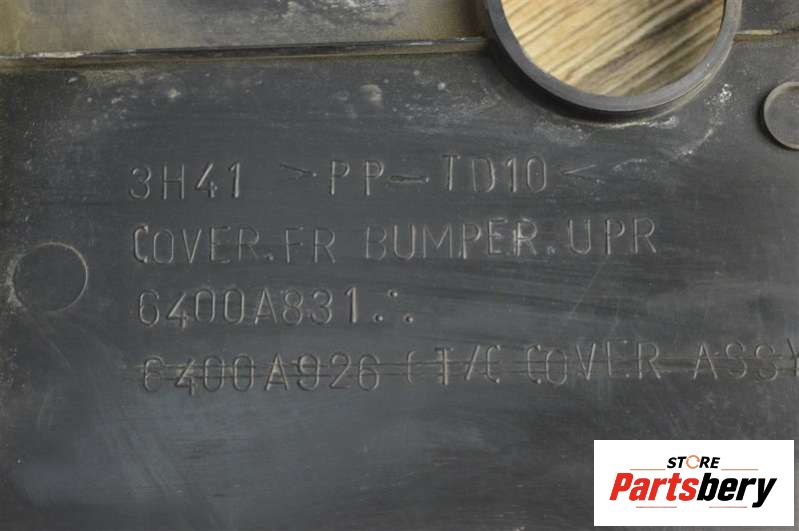 3H41 >PP-TD10<
COVER.FR BUMPER.UPR
6400A831.∴
6400A926 (T/C COVER ASSY
STORE
Partsbery